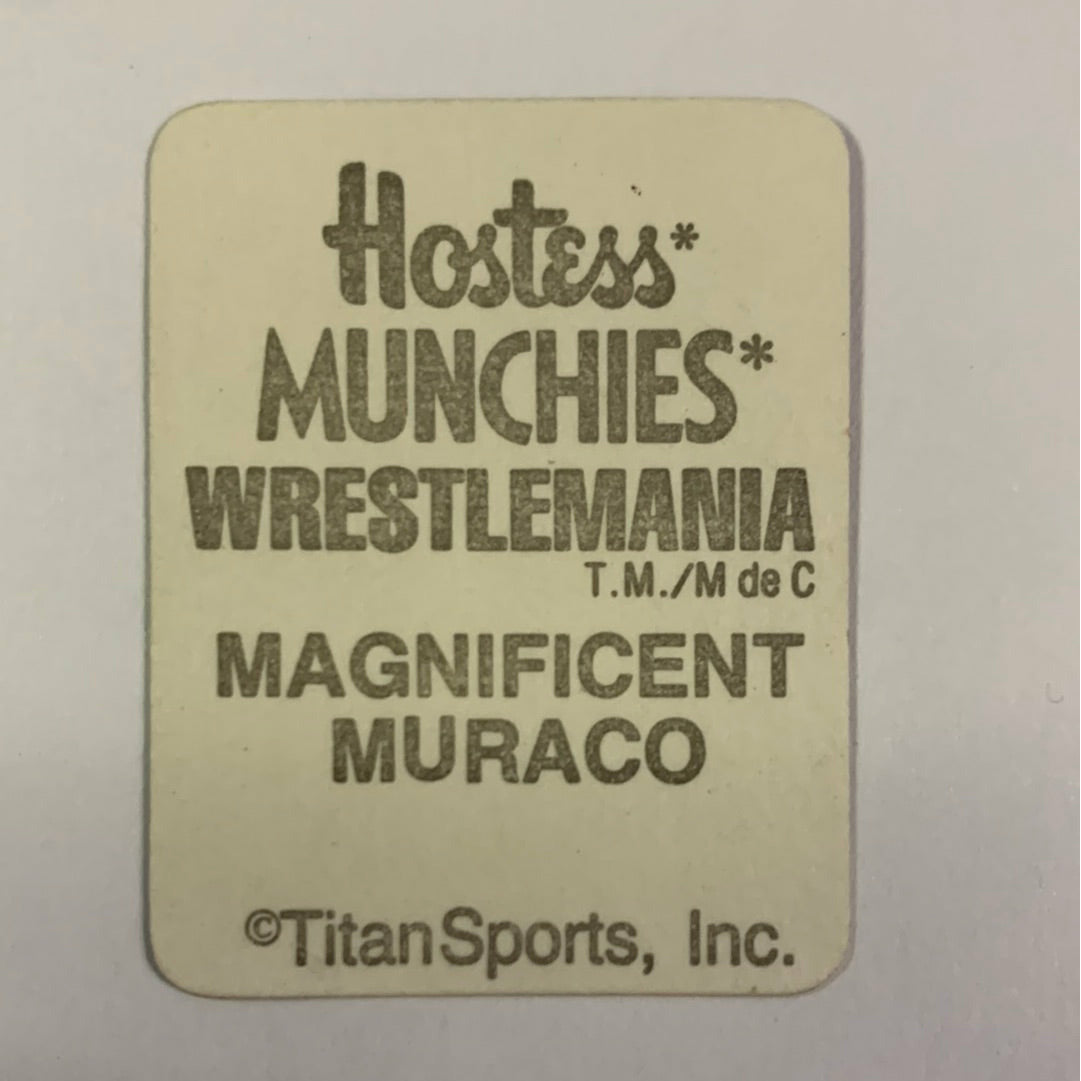 Hostess*
MUNCHIES*
WRESTLEMANIA
T.M./M de C
MAGNIFICENT
MURACO
©TitanSports, Inc.